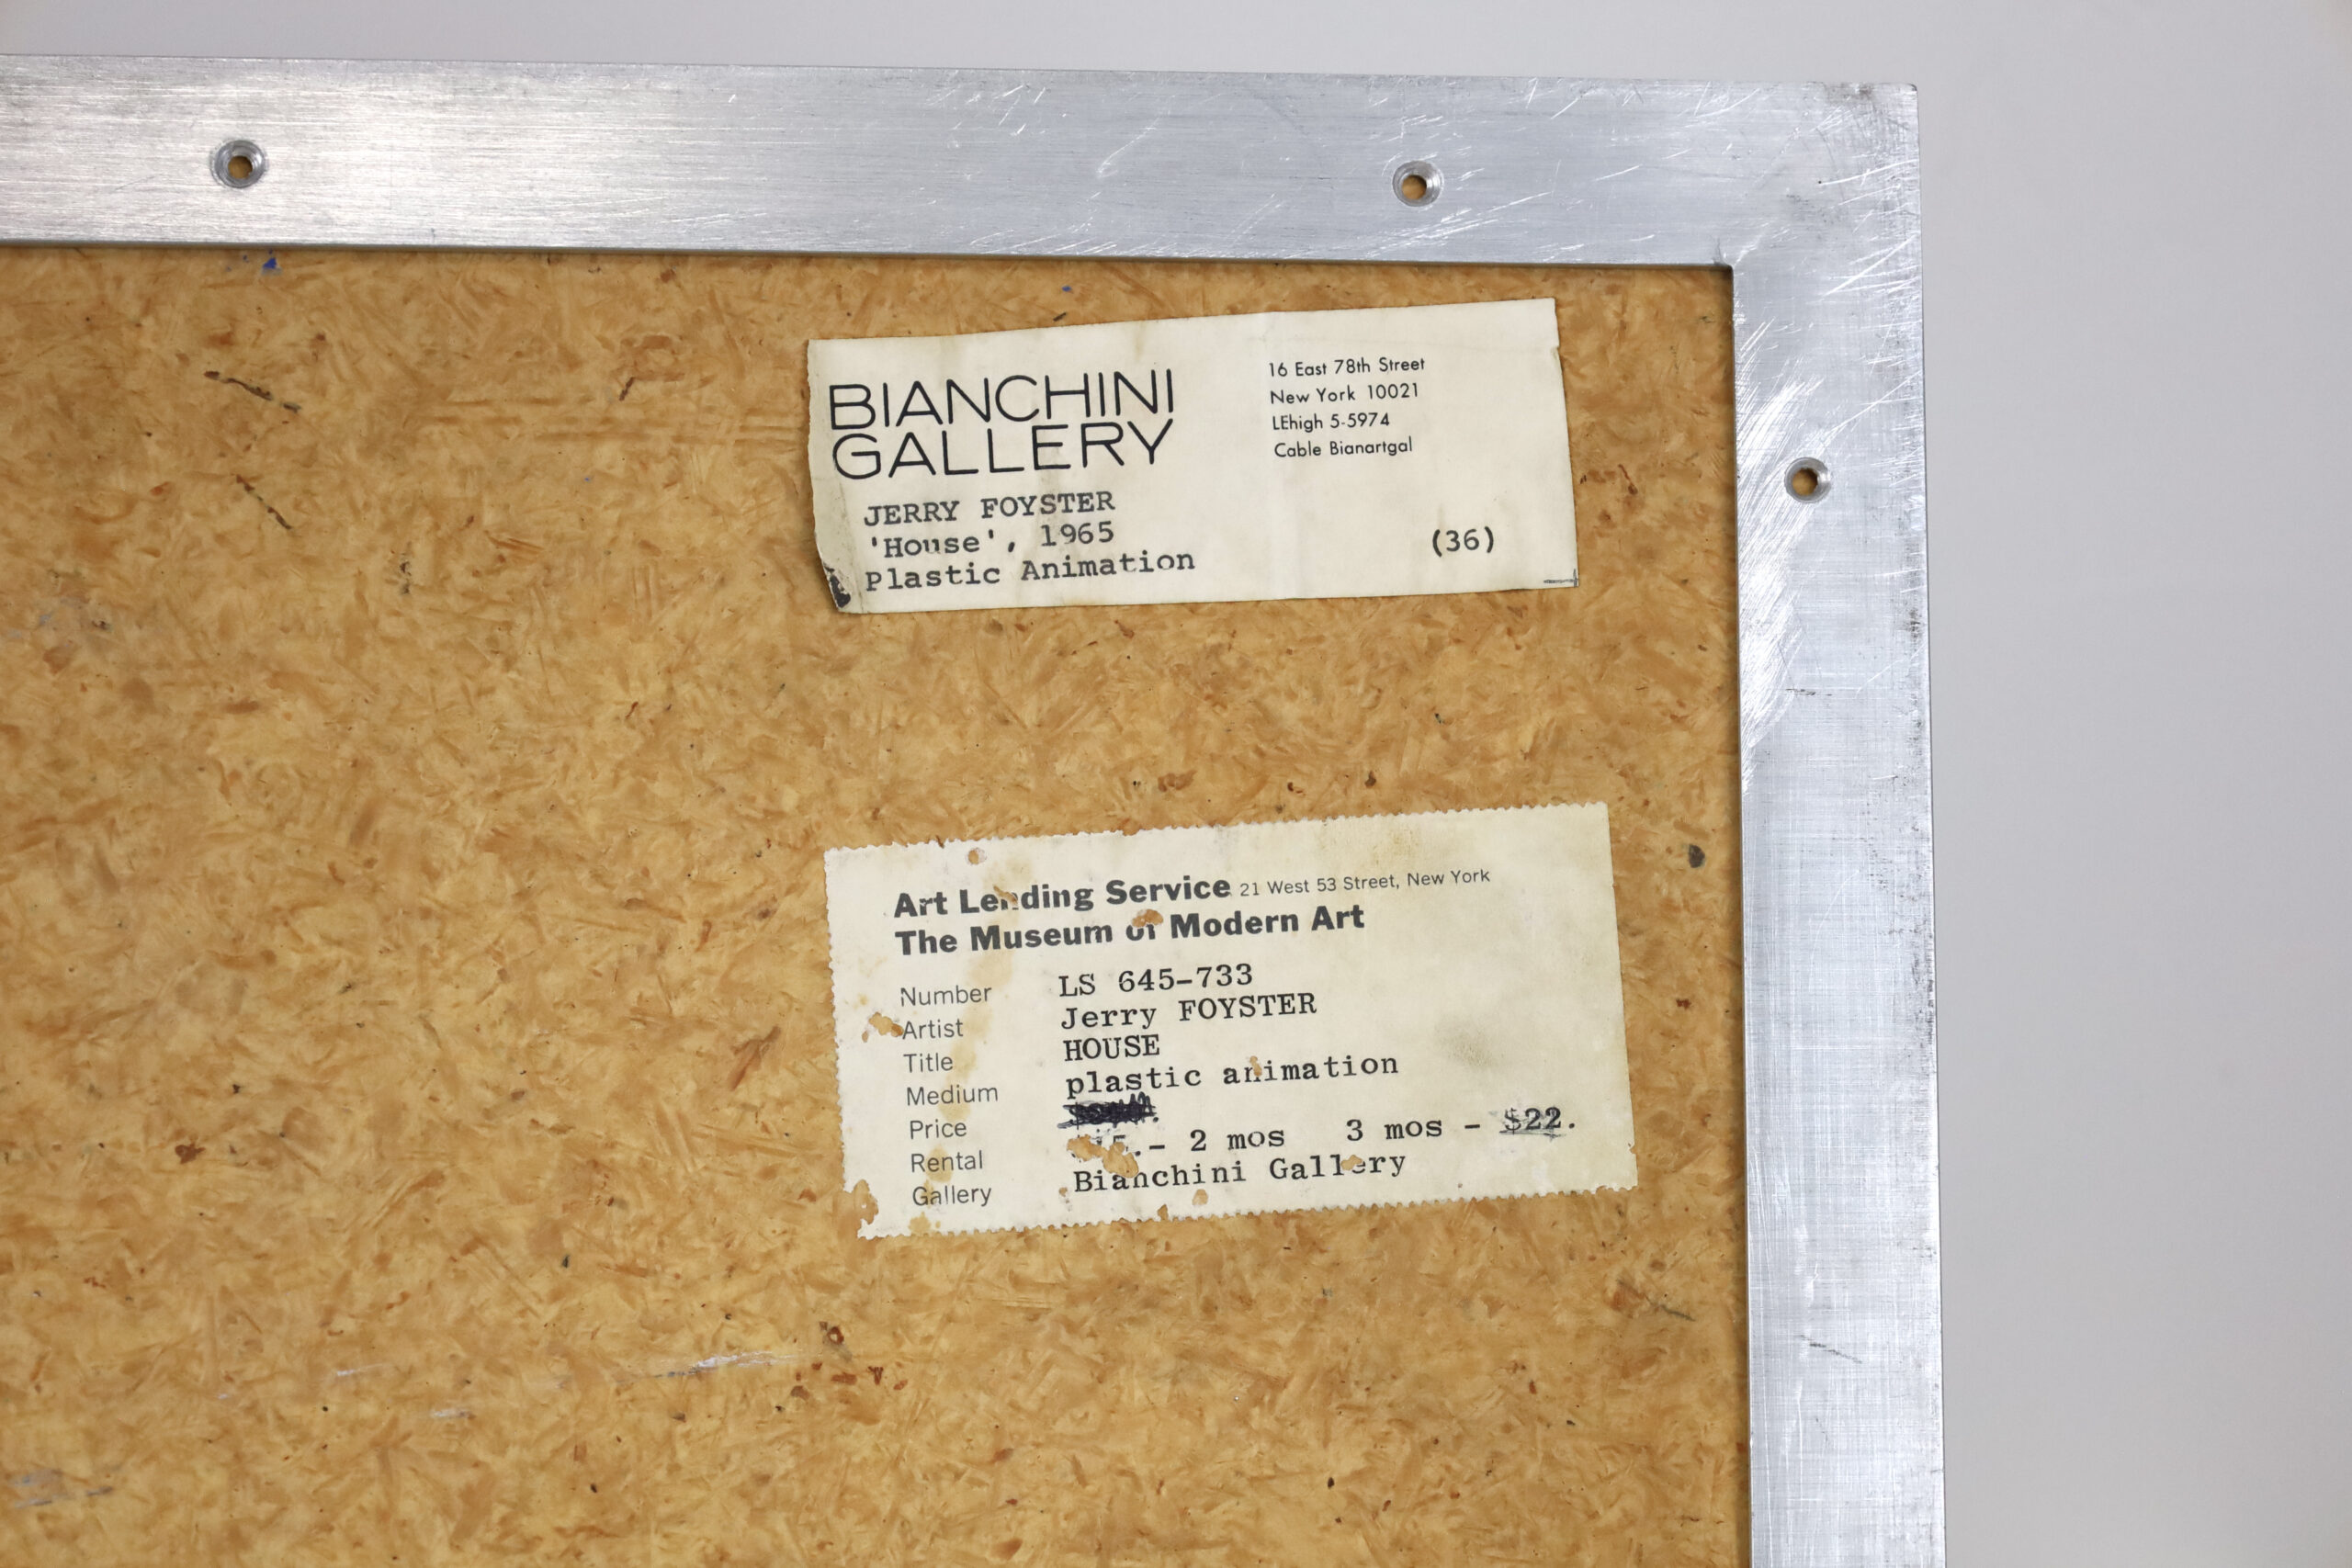 BIANCHINI
GALLERY
16 East 78th Street
New York 10021
LEhigh 5-5974
Cable Bianartgal
JERRY FOYSTER
'House', 1965
(36)
Plastic Animation
Art Lending Service 21 West 53 Street, New York
The Museum of Modern Art
Number LS 645-733
Artist Jerry FOYSTER
Title HOUSE
Medium plastic animation
Price
Rental 2 mos 3 mos - $22.
Gallery Bianchini Gallery